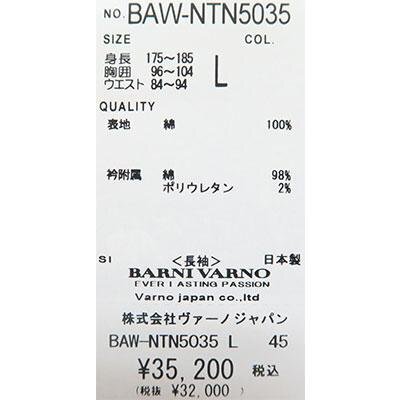 NO. BAW-NTN5035
SIZE COL.
身長 175〜185
胸囲 96〜104 L
ウエスト 84〜94
QUALITY
表地 綿 100%
衿附属 綿 98%
ポリウレタン 2%
SI <長袖> 日本製
BARNI VARNO
EVER LASTING PASSION
Varno japan co.,ltd
株式会社ヴァーノジャパン
BAW-NTN5035 L 45
¥35,200 税込
(税抜 ¥32,000 )